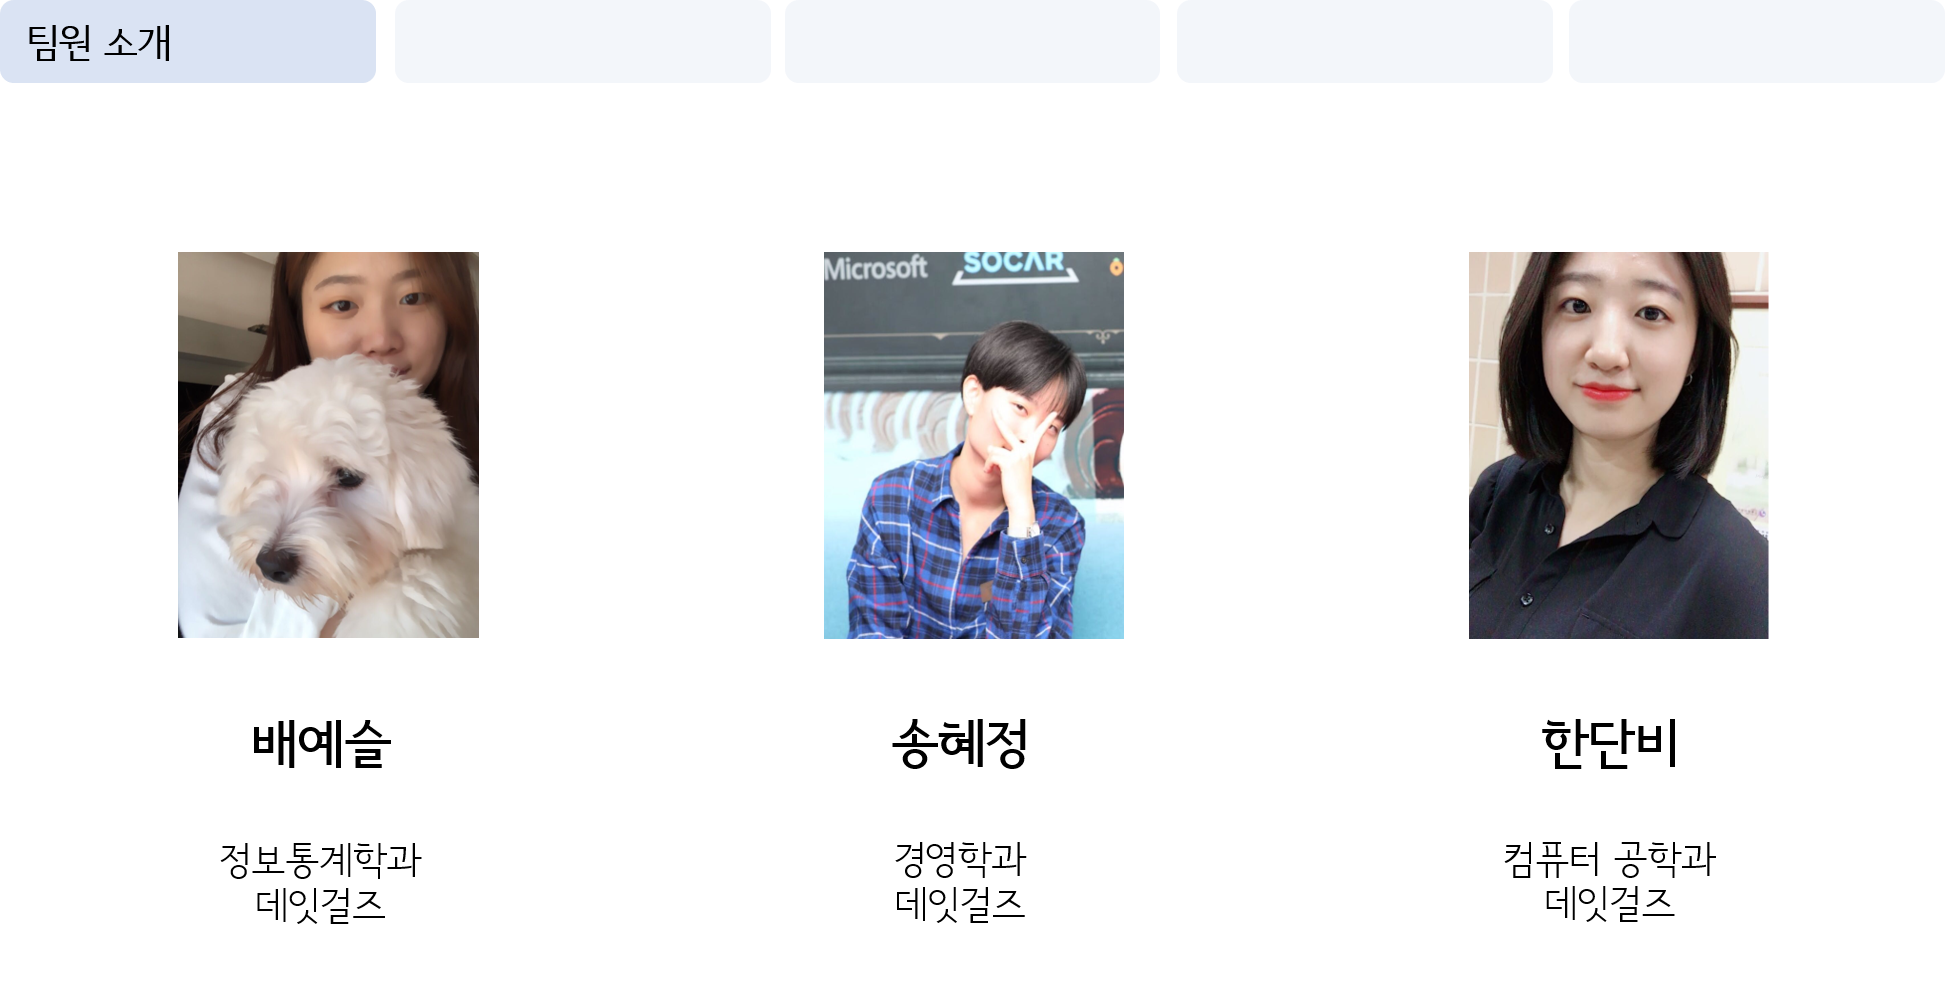 팀원 소개
Microsoft
SOCAR
배예슬
송혜정
한단비
정보통계학과
데잇걸즈
경영학과
데잇걸즈
컴퓨터 공학과
데잇걸즈